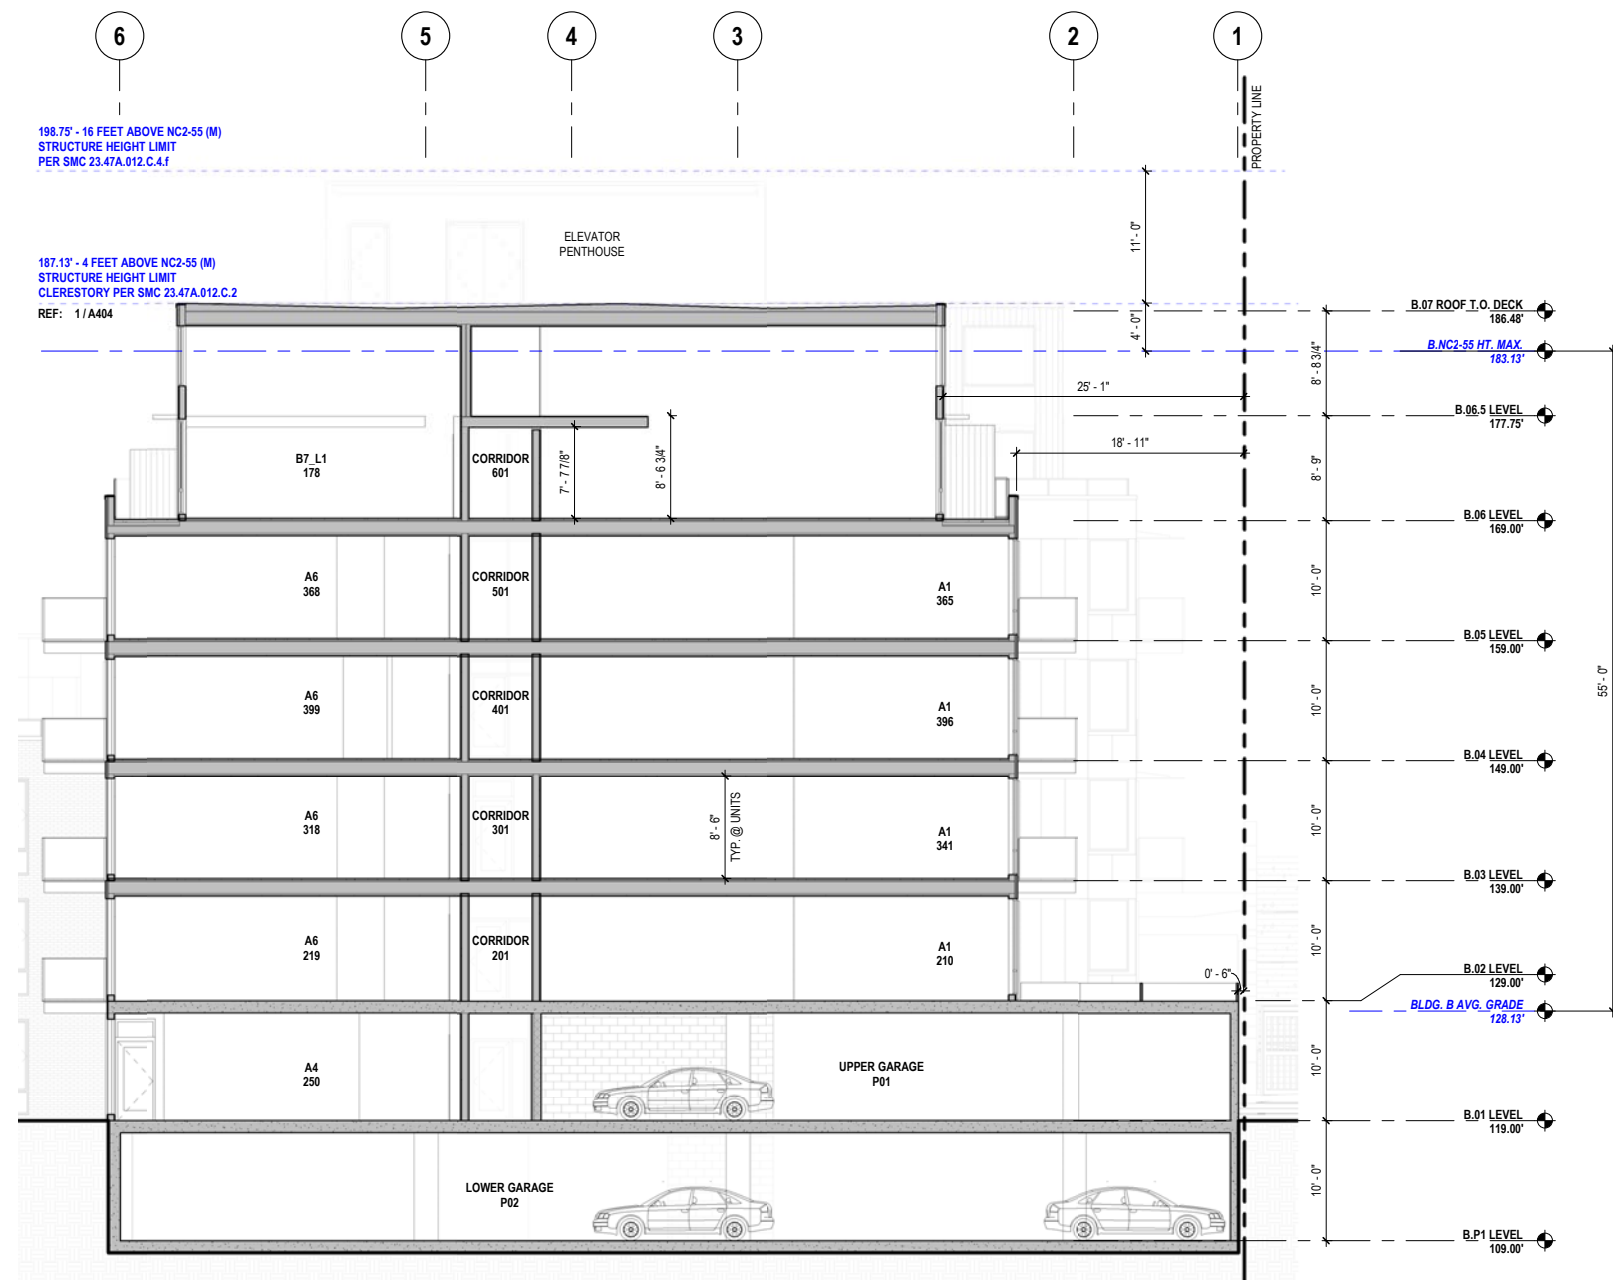 6
5
4
3
2
1
PROPERTY LINE
198.75' - 16 FEET ABOVE NC2-55 (M)
STRUCTURE HEIGHT LIMIT
PER SMC 23.47A.012.C.4.f
ELEVATOR
PENTHOUSE
11' - 0"
187.13' - 4 FEET ABOVE NC2-55 (M)
STRUCTURE HEIGHT LIMIT
CLERESTORY PER SMC 23.47A.012.C.2
REF: 1 / A404
4' - 0"
B.07 ROOF T.O. DECK
186.48'
B.NC2-55 HT. MAX.
183.13'
8' - 8 3/4"
25' - 1"
B.06.5 LEVEL
177.75'
18' - 11"
B7_L1
178
CORRIDOR
601
7' - 7 7/8"
8' - 6 3/4"
8' - 9"
B.06 LEVEL
169.00'
A6
368
CORRIDOR
501
A1
365
10' - 0"
B.05 LEVEL
159.00'
55' - 0"
A6
399
CORRIDOR
401
A1
396
10' - 0"
B.04 LEVEL
149.00'
A6
318
CORRIDOR
301
8' - 6"
TYP. @ UNITS
A1
341
10' - 0"
B.03 LEVEL
139.00'
A6
219
CORRIDOR
201
A1
210
10' - 0"
0' - 6"
B.02 LEVEL
129.00'
BLDG. B AVG. GRADE
128.13'
A4
250
UPPER GARAGE
P01
10' - 0"
B.01 LEVEL
119.00'
LOWER GARAGE
P02
10' - 0"
B.P1 LEVEL
109.00'